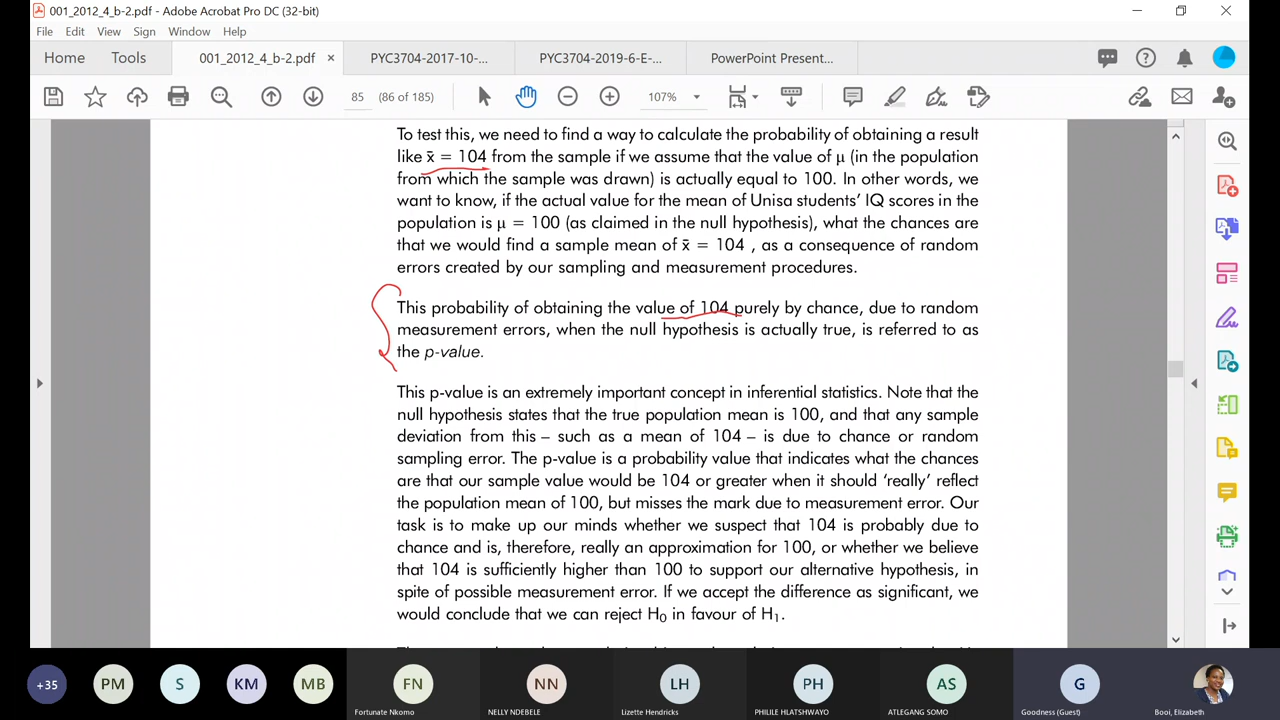 001_2012_4_b-2.pdf - Adobe Acrobat Pro DC (32-bit)
File Edit View Sign Window Help
Home Tools 001_2012_4_b-2.pdf × PYC3704-2017-10-... PYC3704-2019-6-E-... PowerPoint Present...
85 (86 of 185) 107%
To test this, we need to find a way to calculate the probability of obtaining a result
like x̄ = 104 from the sample if we assume that the value of μ (in the population
from which the sample was drawn) is actually equal to 100. In other words, we
want to know, if the actual value for the mean of Unisa students’ IQ scores in the
population is μ = 100 (as claimed in the null hypothesis), what the chances are
that we would find a sample mean of x̄ = 104 , as a consequence of random
errors created by our sampling and measurement procedures.
This probability of obtaining the value of 104 purely by chance, due to random
measurement errors, when the null hypothesis is actually true, is referred to as
the p-value.
This p-value is an extremely important concept in inferential statistics. Note that the
null hypothesis states that the true population mean is 100, and that any sample
deviation from this – such as a mean of 104 – is due to chance or random
sampling error. The p-value is a probability value that indicates what the chances
are that our sample value would be 104 or greater when it should ‘really’ reflect
the population mean of 100, but misses the mark due to measurement error. Our
task is to make up our minds whether we suspect that 104 is probably due to
chance and is, therefore, really an approximation for 100, or whether we believe
that 104 is sufficiently higher than 100 to support our alternative hypothesis, in
spite of possible measurement error. If we accept the difference as significant, we
would conclude that we can reject H₀ in favour of H₁.
+35 PM S KM MB FN NN LH PH AS G
Fortunate Nkomo NELLY NDEBELE Lizette Hendricks PHILILE HLATSHWAYO ATLEGANG SOMO Goodness (Guest) Booi, Elizabeth